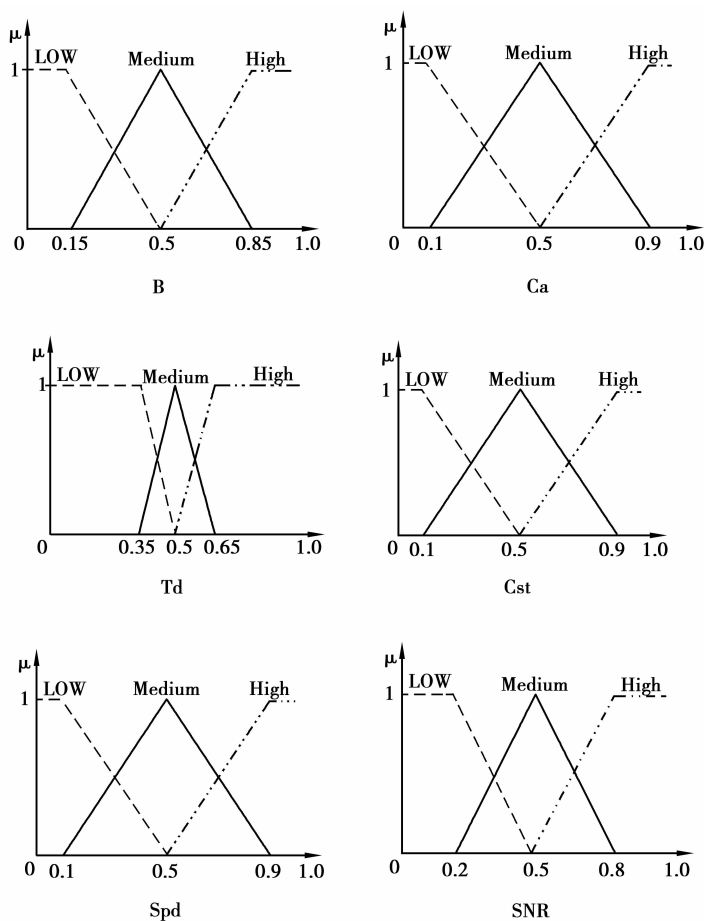 μ
LOW Medium High
1
0 0.15 0.5 0.85 1.0
B
μ
LOW Medium High
1
0 0.1 0.5 0.9 1.0
Ca
μ
LOW Medium High
1
0 0.35 0.5 0.65 1.0
Td
μ
LOW Medium High
1
0 0.1 0.5 0.9 1.0
Cst
μ
LOW Medium High
1
0 0.1 0.5 0.9 1.0
Spd
μ
LOW Medium High
1
0 0.2 0.5 0.8 1.0
SNR